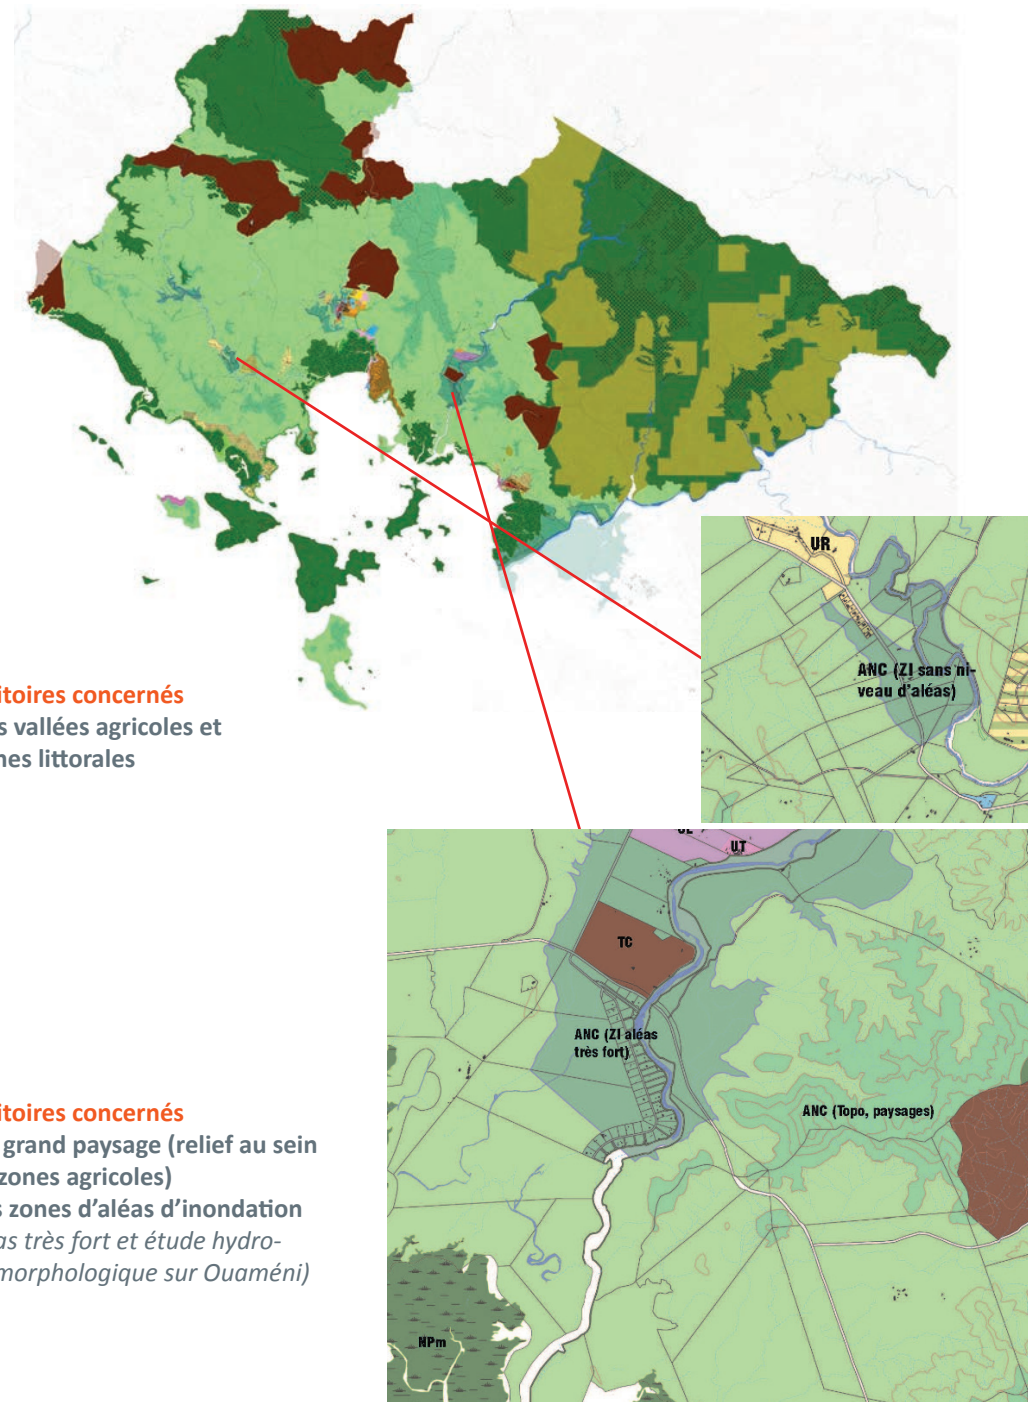 UR
ANC (ZI sans ni-
veau d'aléas)
itoires concernés
s vallées agricoles et
nes littorales
UT
TC
ANC (ZI aléas
très fort)
ANC (Topo, paysages)
NPm
itoires concernés
grand paysage (relief au sein
zones agricoles)
s zones d'aléas d'inondation
as très fort et étude hydro-
morphologique sur Ouaméni)